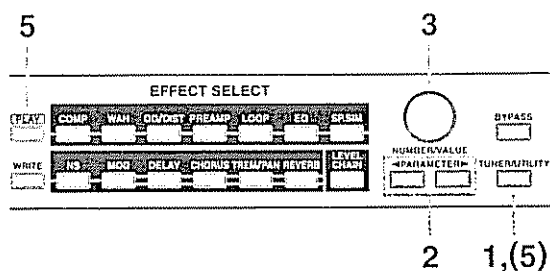 5
3
EFFECT SELECT
PLAY
COMP WAH OD/DIST PREAMP LOOP EQ SP.SIM
BYPASS
WRITE
NS MOD DELAY CHORUS TREM/PAN REVERB LEVEL
CHAIN
NUMBER/VALUE
◄PARAMETER►
TUNER/UTILITY
2
1,(5)